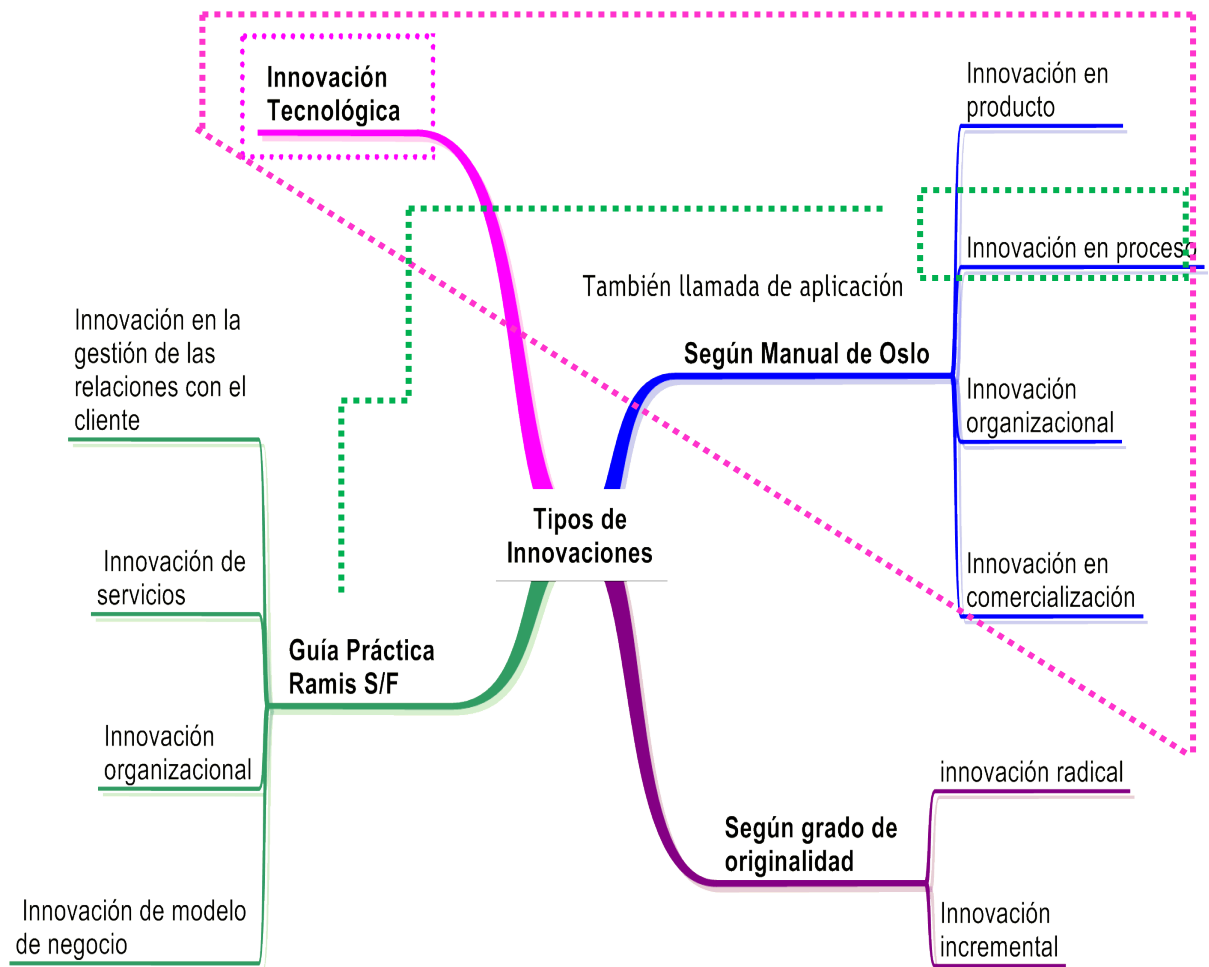 Innovación
Tecnológica
Innovación en
producto
Innovación en proceso
También llamada de aplicación
Según Manual de Oslo
Innovación
organizacional
Innovación en
comercialización
Innovación en la
gestión de las
relaciones con el
cliente
Innovación de
servicios
Guía Práctica
Ramis S/F
Innovación
organizacional
Innovación de modelo
de negocio
Tipos de
Innovaciones
Según grado de
originalidad
innovación radical
Innovación
incremental